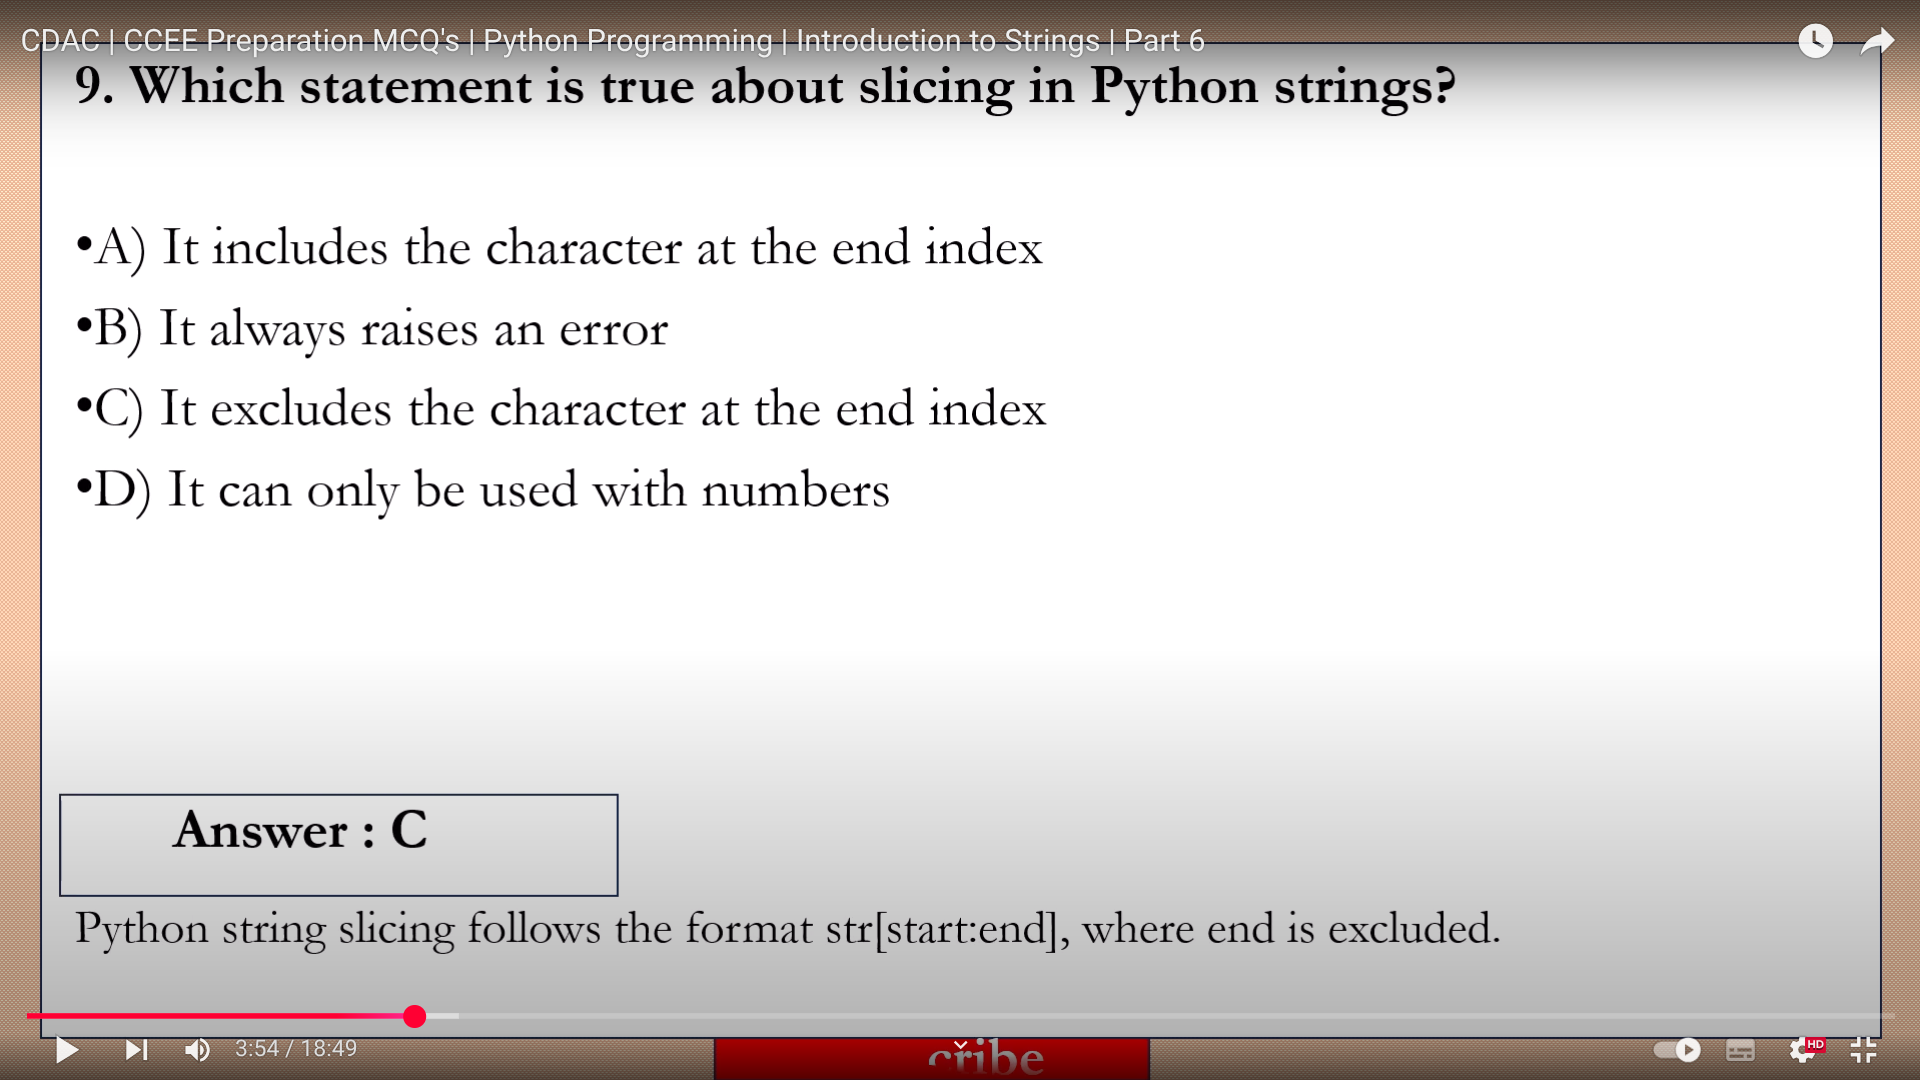 CDAC | CCEE Preparation MCQ's | Python Programming | Introduction to Strings | Part 6
9. Which statement is true about slicing in Python strings?
•A) It includes the character at the end index
•B) It always raises an error
•C) It excludes the character at the end index
•D) It can only be used with numbers
Answer : C
Python string slicing follows the format str[start:end], where end is excluded.
3:54 / 18:49
cribe
HD